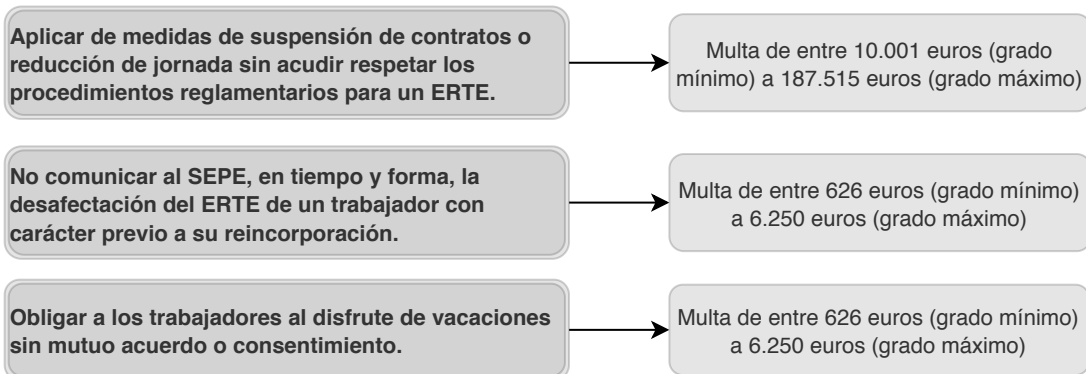 Aplicar de medidas de suspensión de contratos o
reducción de jornada sin acudir respetar los
procedimientos reglamentarios para un ERTE.
Multa de entre 10.001 euros (grado
mínimo) a 187.515 euros (grado máximo)
No comunicar al SEPE, en tiempo y forma, la
desafectación del ERTE de un trabajador con
carácter previo a su reincorporación.
Multa de entre 626 euros (grado mínimo)
a 6.250 euros (grado máximo)
Obligar a los trabajadores al disfrute de vacaciones
sin mutuo acuerdo o consentimiento.
Multa de entre 626 euros (grado mínimo)
a 6.250 euros (grado máximo)